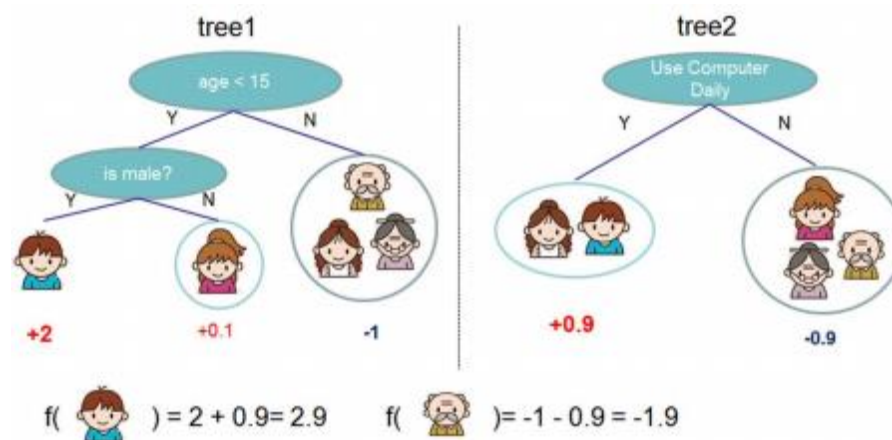 tree1
age < 15
Y
N
is male?
Y
N
+2
+0.1
-1
tree2
Use Computer
Daily
Y
N
+0.9
-0.9
f( ) = 2 + 0.9= 2.9
f( )= -1 - 0.9 = -1.9